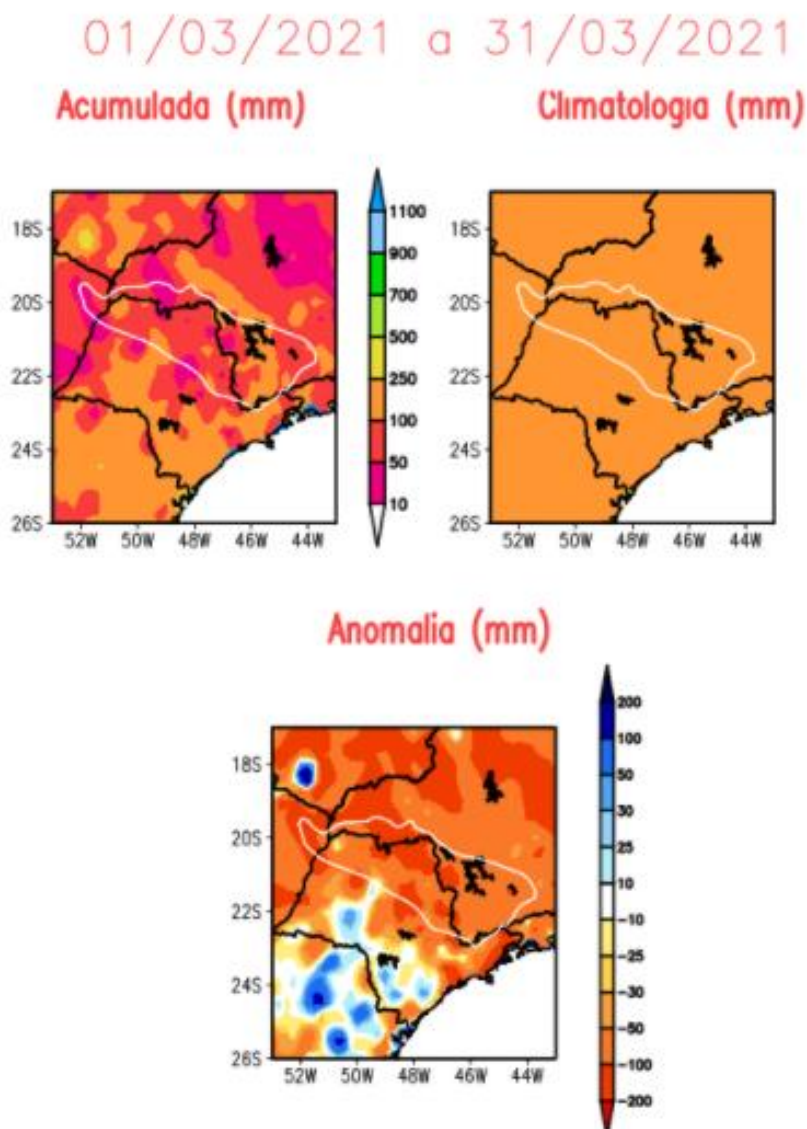 01/03/2021 a 31/03/2021
Acumulada (mm)
Climatologia (mm)
18S
20S
22S
24S
26S
52W 50W 48W 46W 44W
1100
900
700
500
250
100
50
10
18S
20S
22S
24S
26S
52W 50W 48W 46W 44W
Anomalia (mm)
18S
20S
22S
24S
26S
52W 50W 48W 46W 44W
200
100
50
30
25
10
-10
-25
-30
-50
-100
-200